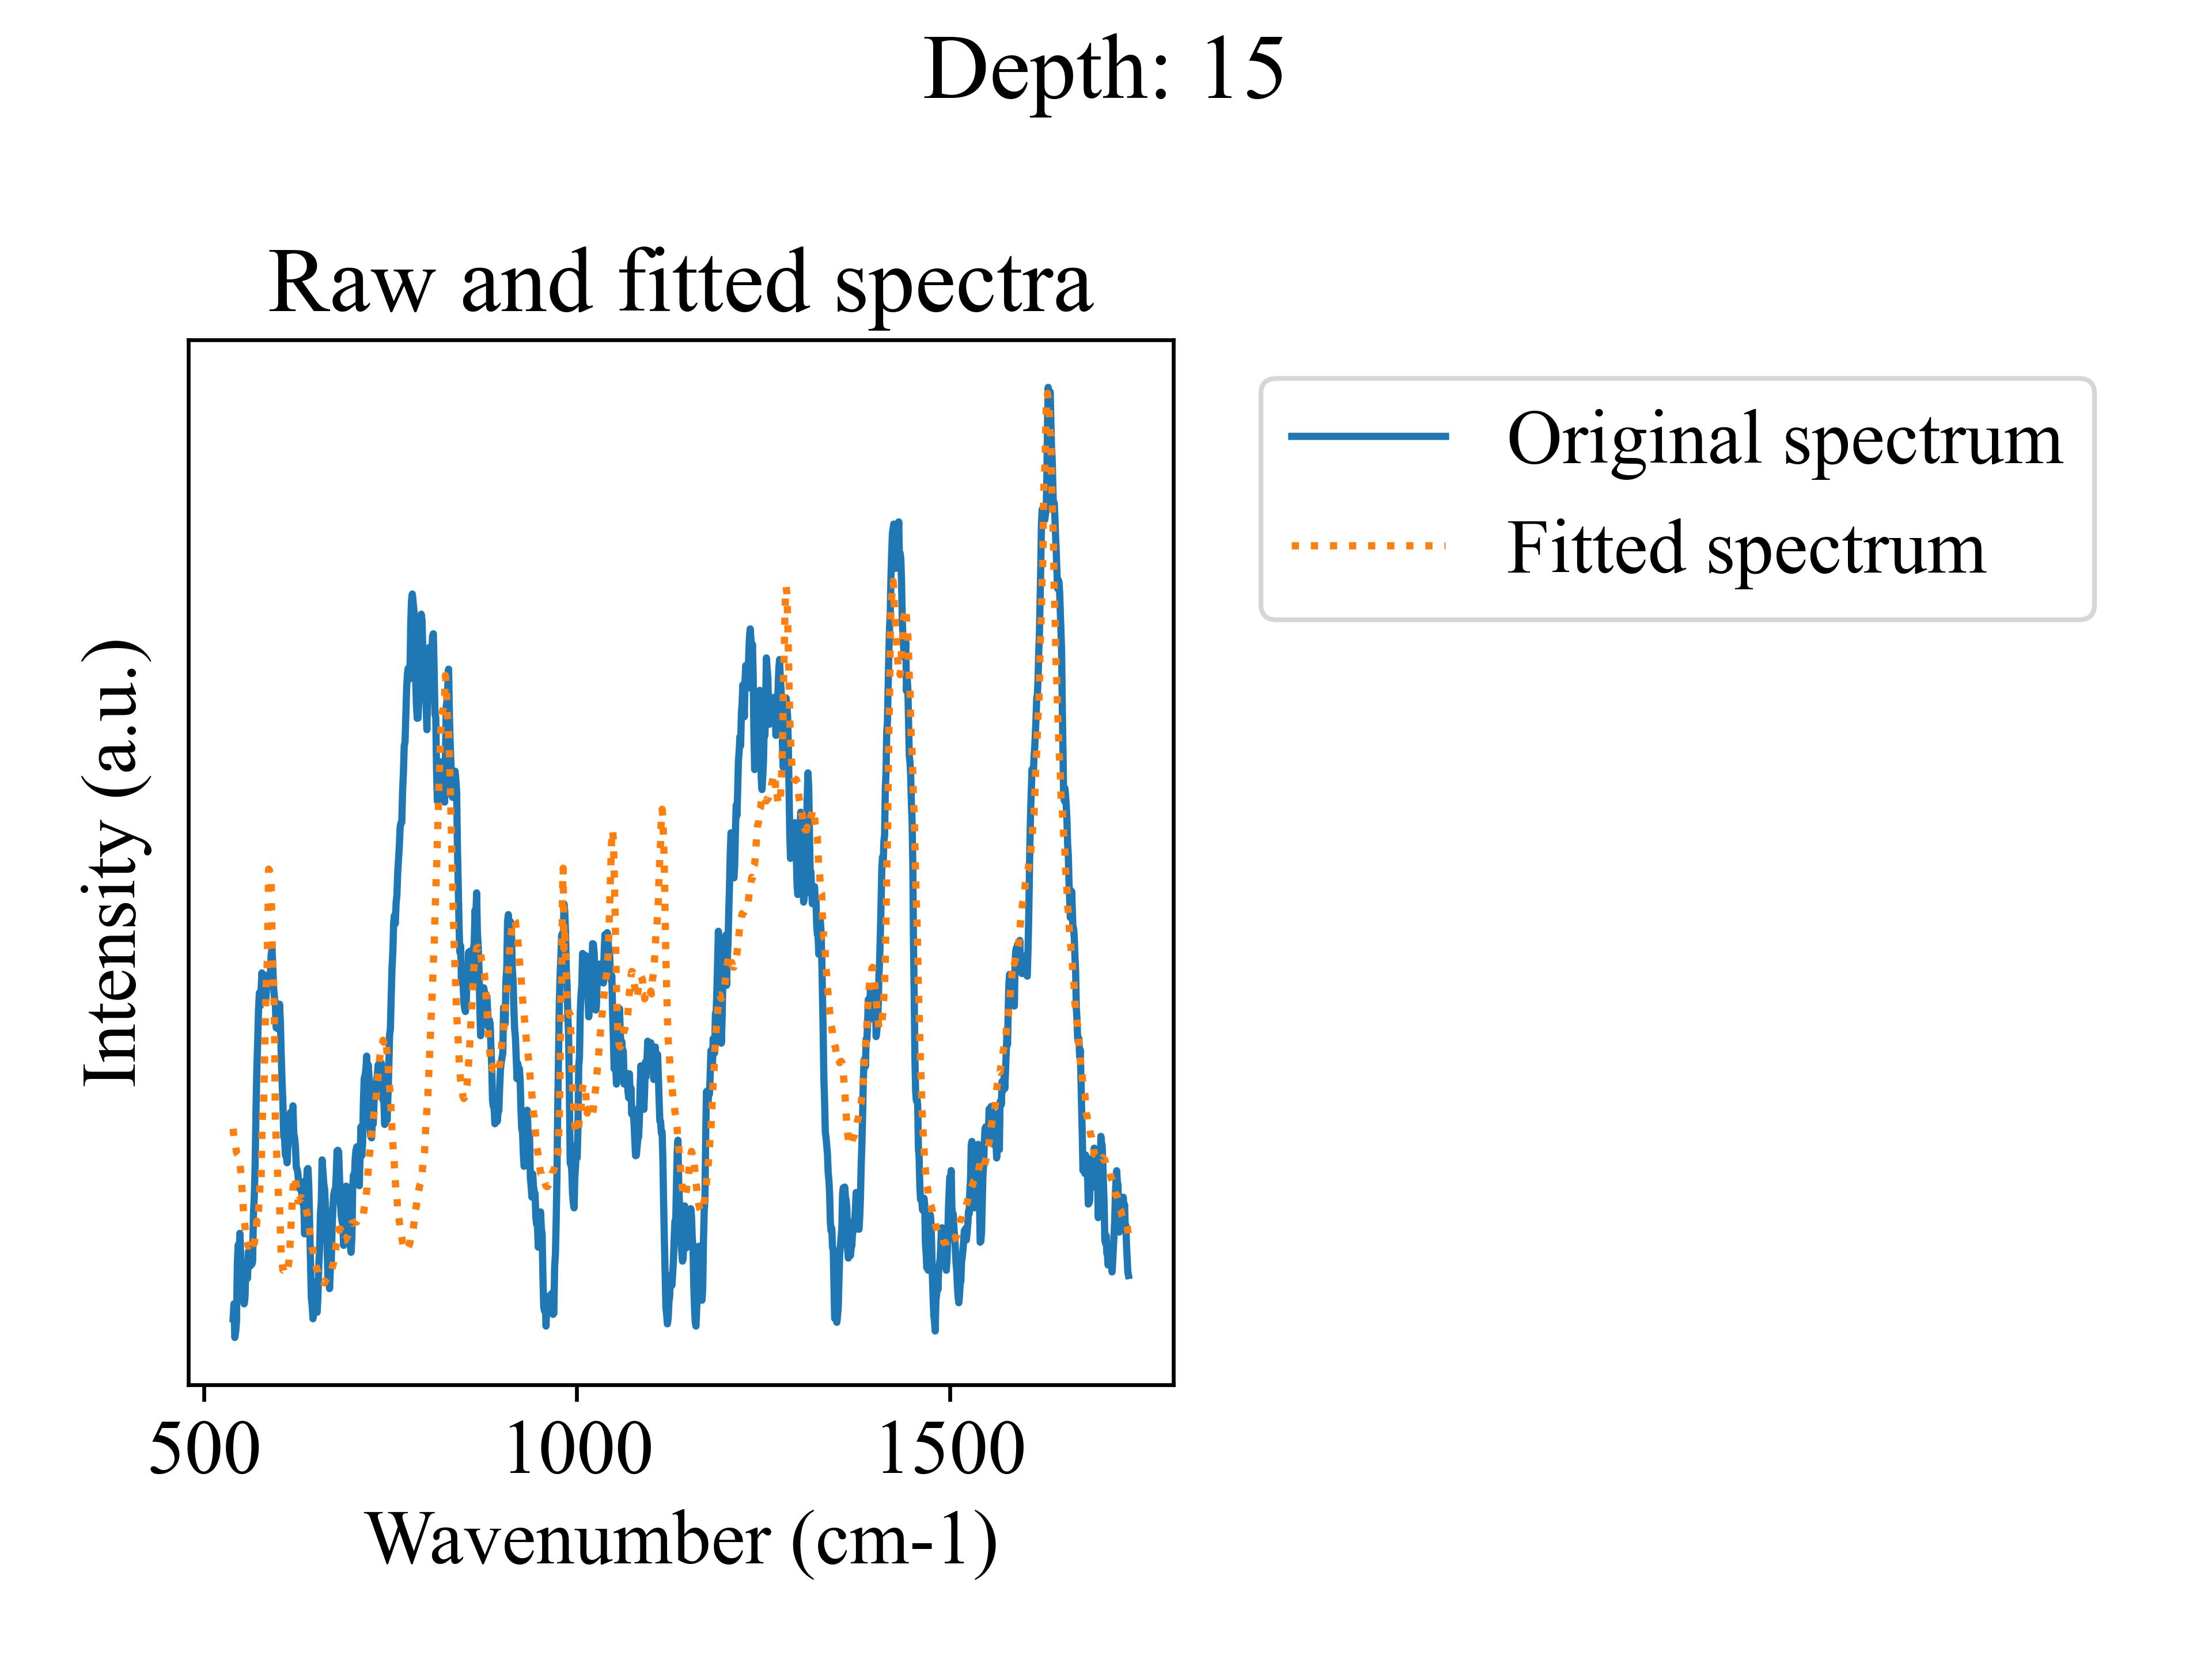 Depth: 15
Raw and fitted spectra
Original spectrum
Fitted spectrum
Intensity (a.u.)
500 1000 1500
Wavenumber (cm-1)